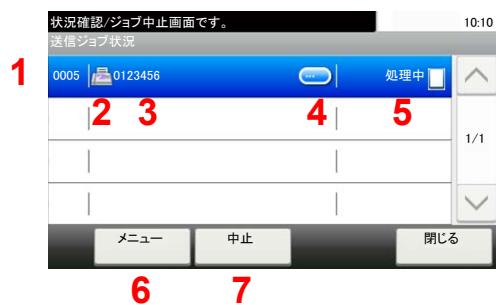 状況確認/ジョブ中止画面です。 10:10
送信ジョブ状況
1 0005 0123456 処理中
2 3 4 5
1/1
メニュー 中止 閉じる
6 7